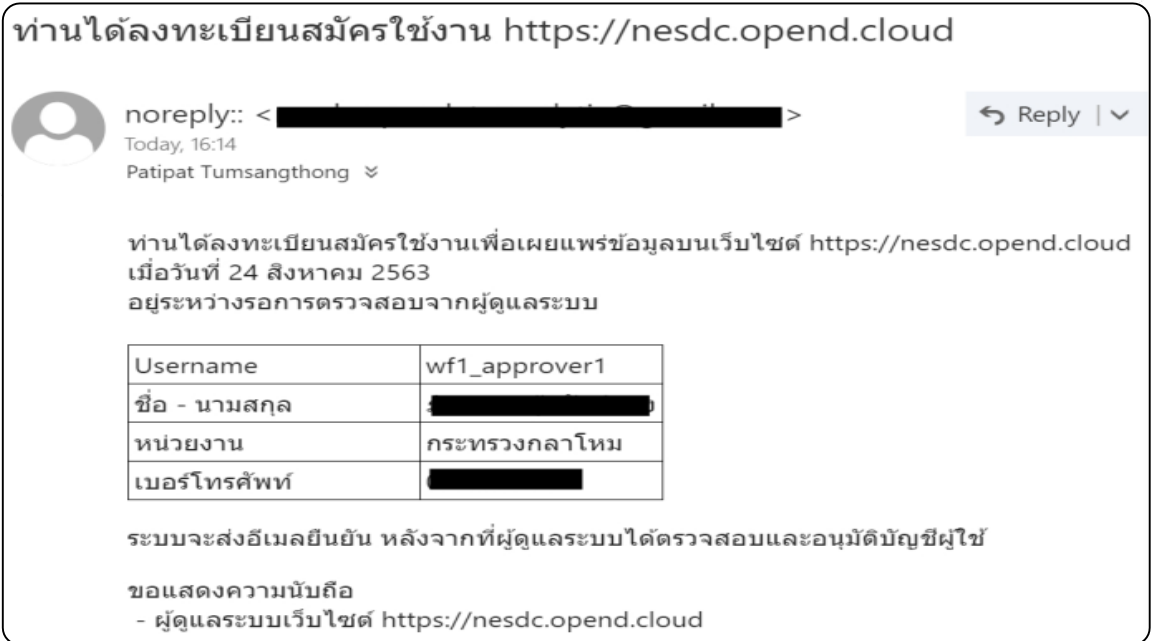 ท่านได้ลงทะเบียนสมัครใช้งาน https://nesdc.opend.cloud
noreply:: < >
Reply
Today, 16:14
Patipat Tumsangthong
ท่านได้ลงทะเบียนสมัครใช้งานเพื่อเผยแพร่ข้อมูลบนเว็บไซต์ https://nesdc.opend.cloud
เมื่อวันที่ 24 สิงหาคม 2563
อยู่ระหว่างรอการตรวจสอบจากผู้ดูแลระบบ
Username wf1_approver1
ชื่อ - นามสกุล
หน่วยงาน กระทรวงกลาโหม
เบอร์โทรศัพท์
ระบบจะส่งอีเมลยืนยัน หลังจากที่ผู้ดูแลระบบได้ตรวจสอบและอนุมัติบัญชีผู้ใช้
ขอแสดงความนับถือ
- ผู้ดูแลระบบเว็บไซต์ https://nesdc.opend.cloud